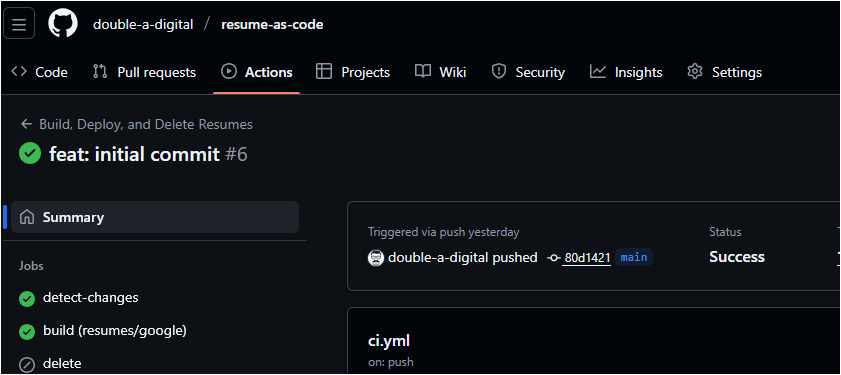 double-a-digital / resume-as-code
Code Pull requests Actions Projects Wiki Security Insights Settings
← Build, Deploy, and Delete Resumes
feat: initial commit #6
Summary
Jobs
detect-changes
build (resumes/google)
delete
Triggered via push yesterday
double-a-digital pushed 80d1421 main
Status
Success
ci.yml
on: push